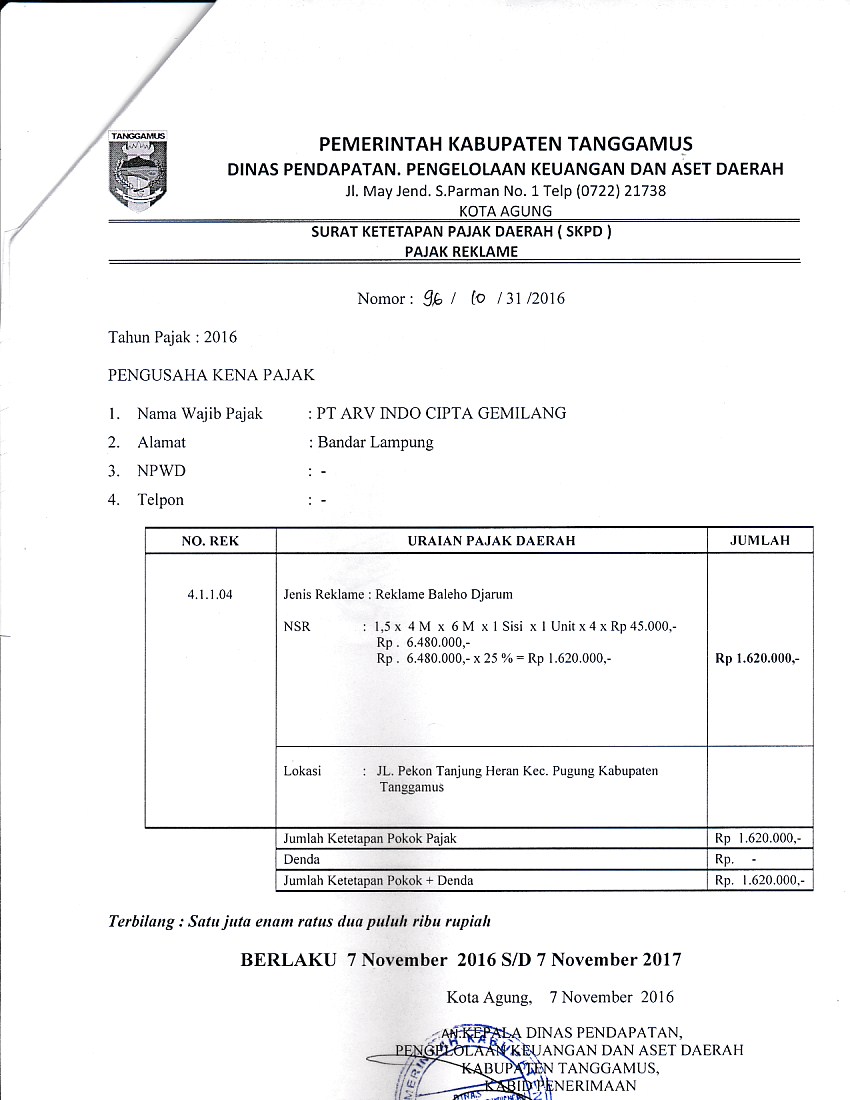 TANGGAMUS
PEMERINTAH KABUPATEN TANGGAMUS
DINAS PENDAPATAN. PENGELOLAAN KEUANGAN DAN ASET DAERAH
Jl. May Jend. S.Parman No. 1 Telp (0722) 21738
KOTA AGUNG
SURAT KETETAPAN PAJAK DAERAH ( SKPD )
PAJAK REKLAME
Nomor : 96 / 10 / 31 /2016
Tahun Pajak : 2016
PENGUSAHA KENA PAJAK
1. Nama Wajib Pajak : PT ARV INDO CIPTA GEMILANG
2. Alamat : Bandar Lampung
3. NPWD : -
4. Telpon : -
NO. REK URAIAN PAJAK DAERAH JUMLAH
4.1.1.04 Jenis Reklame : Reklame Baleho Djarum
NSR : 1,5 x 4 M x 6 M x 1 Sisi x 1 Unit x 4 x Rp 45.000,-
Rp . 6.480.000,-
Rp . 6.480.000,- x 25 % = Rp 1.620.000,- Rp 1.620.000,-
Lokasi : JL. Pekon Tanjung Heran Kec. Pugung Kabupaten
Tanggamus
Jumlah Ketetapan Pokok Pajak Rp 1.620.000,-
Denda Rp. -
Jumlah Ketetapan Pokok + Denda Rp. 1.620.000,-
Terbilang : Satu juta enam ratus dua puluh ribu rupiah
BERLAKU 7 November 2016 S/D 7 November 2017
Kota Agung, 7 November 2016
AN.KEPALA DINAS PENDAPATAN,
PENGELOLAAN KEUANGAN DAN ASET DAERAH
KABUPATEN TANGGAMUS,
KABID PENERIMAAN